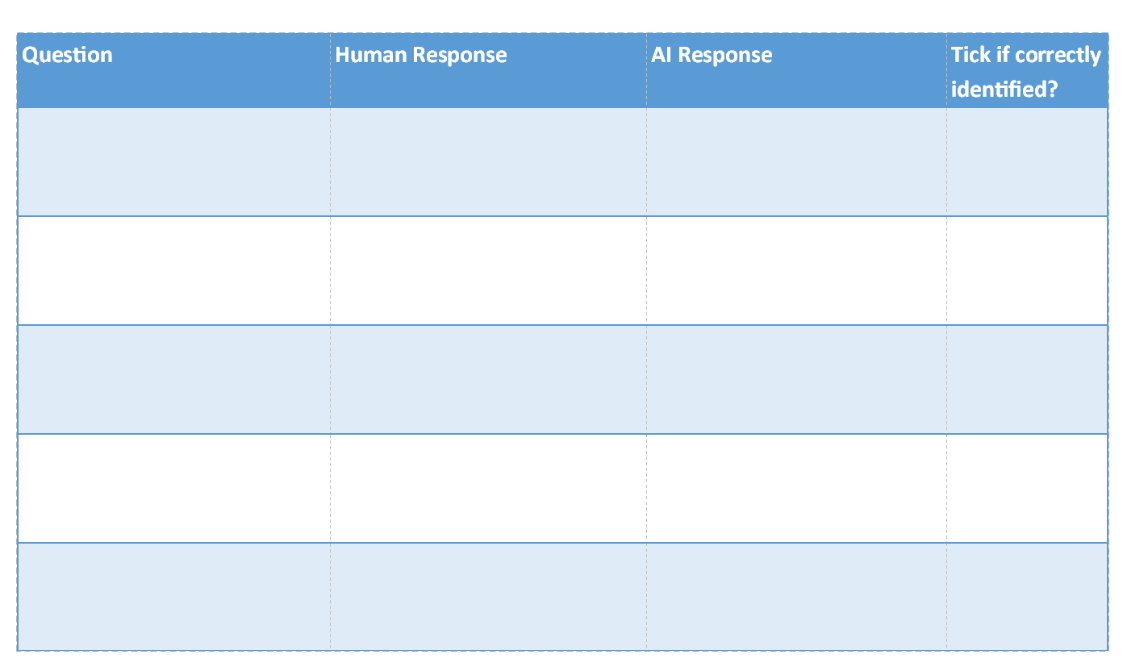 Question
Human Response
AI Response
Tick if correctly
identified?